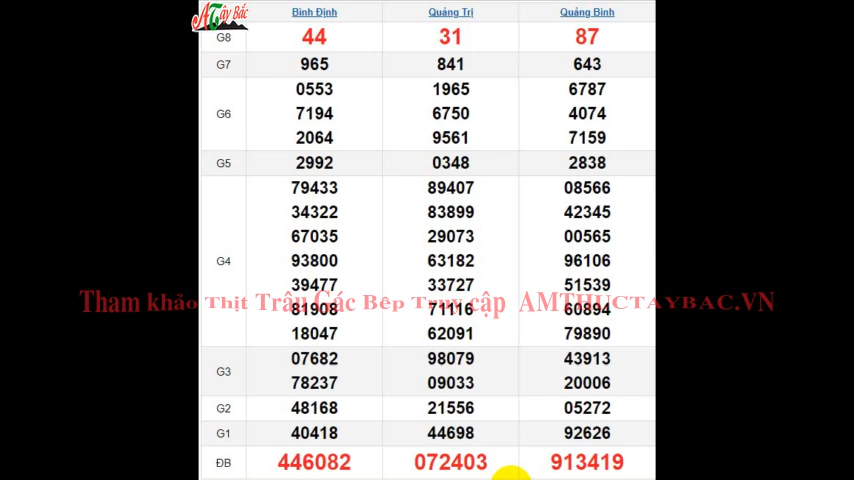 ATây Bắc
Bình Định Quảng Trị Quảng Bình
G8 44 31 87
G7 965 841 643
0553 1965 6787
G6 7194 6750 4074
2064 9561 7159
G5 2992 0348 2838
79433 89407 08566
34322 83899 42345
67035 29073 00565
G4 93800 63182 96106
39477 33727 51539
Tham khảo Thịt Trâu Gác Bếp Truy cập AMTHUCTAYBAC.VN
81908 71116 60894
18047 62091 79890
07682 98079 43913
G3
78237 09033 20006
G2 48168 21556 05272
G1 40418 44698 92626
ĐB 446082 072403 913419